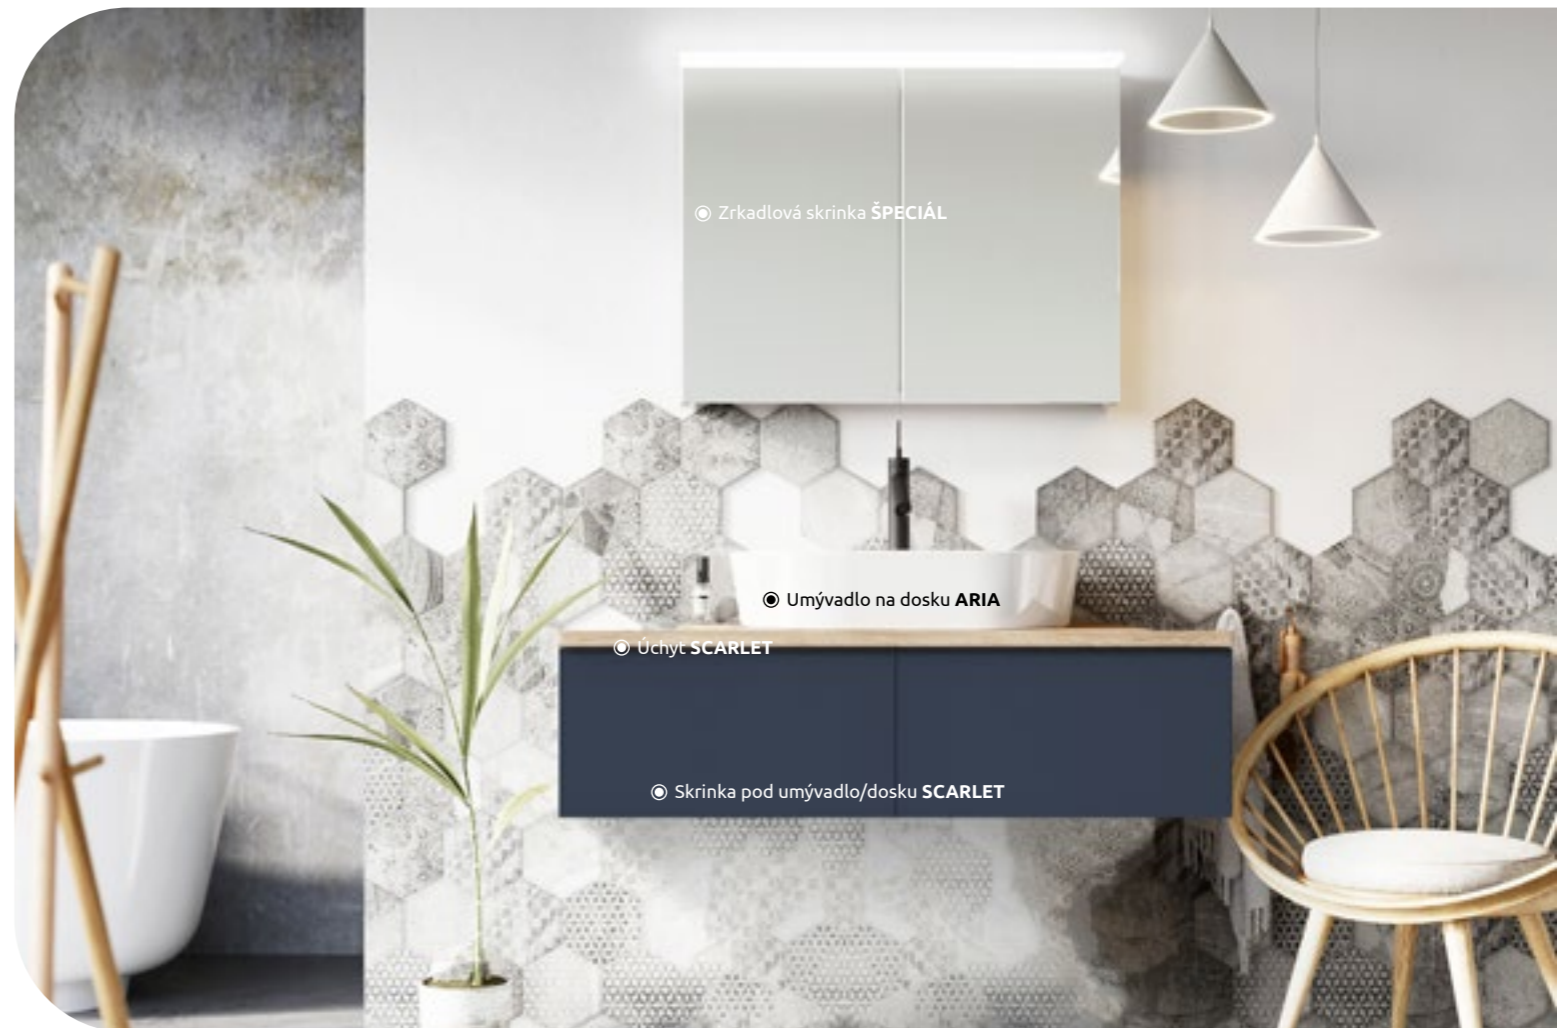 Zrkadlová skrinka ŠPECIÁL
Umývadlo na dosku ARIA
Úchyt SCARLET
Skrinka pod umývadlo/dosku SCARLET